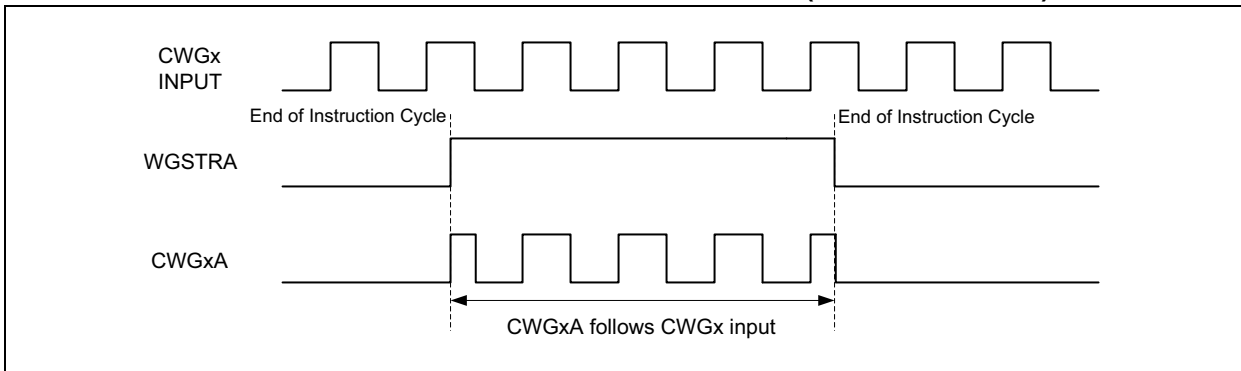 CWGx
INPUT
End of Instruction Cycle
End of Instruction Cycle
WGSTRA
CWGxA
CWGxA follows CWGx input